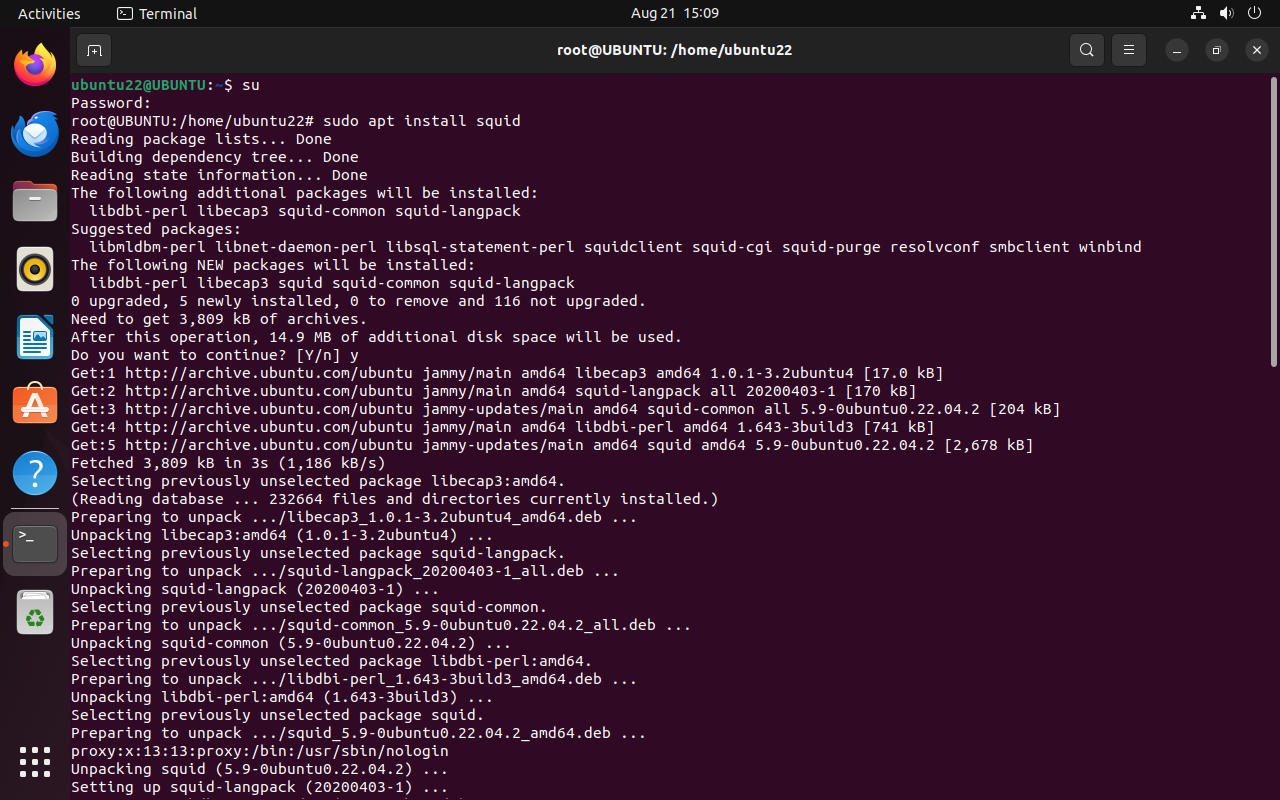 Activities Terminal Aug 21 15:09
root@UBUNTU: /home/ubuntu22
ubuntu22@UBUNTU:~$ su
Password:
root@UBUNTU:/home/ubuntu22# sudo apt install squid
Reading package lists... Done
Building dependency tree... Done
Reading state information... Done
The following additional packages will be installed:
  libdbi-perl libecap3 squid-common squid-langpack
Suggested packages:
  libmldbm-perl libnet-daemon-perl libsql-statement-perl squidclient squid-cgi squid-purge resolvconf smbclient winbind
The following NEW packages will be installed:
  libdbi-perl libecap3 squid squid-common squid-langpack
0 upgraded, 5 newly installed, 0 to remove and 116 not upgraded.
Need to get 3,809 kB of archives.
After this operation, 14.9 MB of additional disk space will be used.
Do you want to continue? [Y/n] y
Get:1 http://archive.ubuntu.com/ubuntu jammy/main amd64 libecap3 amd64 1.0.1-3.2ubuntu4 [17.0 kB]
Get:2 http://archive.ubuntu.com/ubuntu jammy/main amd64 squid-langpack all 20200403-1 [170 kB]
Get:3 http://archive.ubuntu.com/ubuntu jammy-updates/main amd64 squid-common all 5.9-0ubuntu0.22.04.2 [204 kB]
Get:4 http://archive.ubuntu.com/ubuntu jammy/main amd64 libdbi-perl amd64 1.643-3build3 [741 kB]
Get:5 http://archive.ubuntu.com/ubuntu jammy-updates/main amd64 squid amd64 5.9-0ubuntu0.22.04.2 [2,678 kB]
Fetched 3,809 kB in 3s (1,186 kB/s)
Selecting previously unselected package libecap3:amd64.
(Reading database ... 232664 files and directories currently installed.)
Preparing to unpack .../libecap3_1.0.1-3.2ubuntu4_amd64.deb ...
Unpacking libecap3:amd64 (1.0.1-3.2ubuntu4) ...
Selecting previously unselected package squid-langpack.
Preparing to unpack .../squid-langpack_20200403-1_all.deb ...
Unpacking squid-langpack (20200403-1) ...
Selecting previously unselected package squid-common.
Preparing to unpack .../squid-common_5.9-0ubuntu0.22.04.2_all.deb ...
Unpacking squid-common (5.9-0ubuntu0.22.04.2) ...
Selecting previously unselected package libdbi-perl:amd64.
Preparing to unpack .../libdbi-perl_1.643-3build3_amd64.deb ...
Unpacking libdbi-perl:amd64 (1.643-3build3) ...
Selecting previously unselected package squid.
Preparing to unpack .../squid_5.9-0ubuntu0.22.04.2_amd64.deb ...
proxy:x:13:13:proxy:/bin:/usr/sbin/nologin
Unpacking squid (5.9-0ubuntu0.22.04.2) ...
Setting up squid-langpack (20200403-1) ...